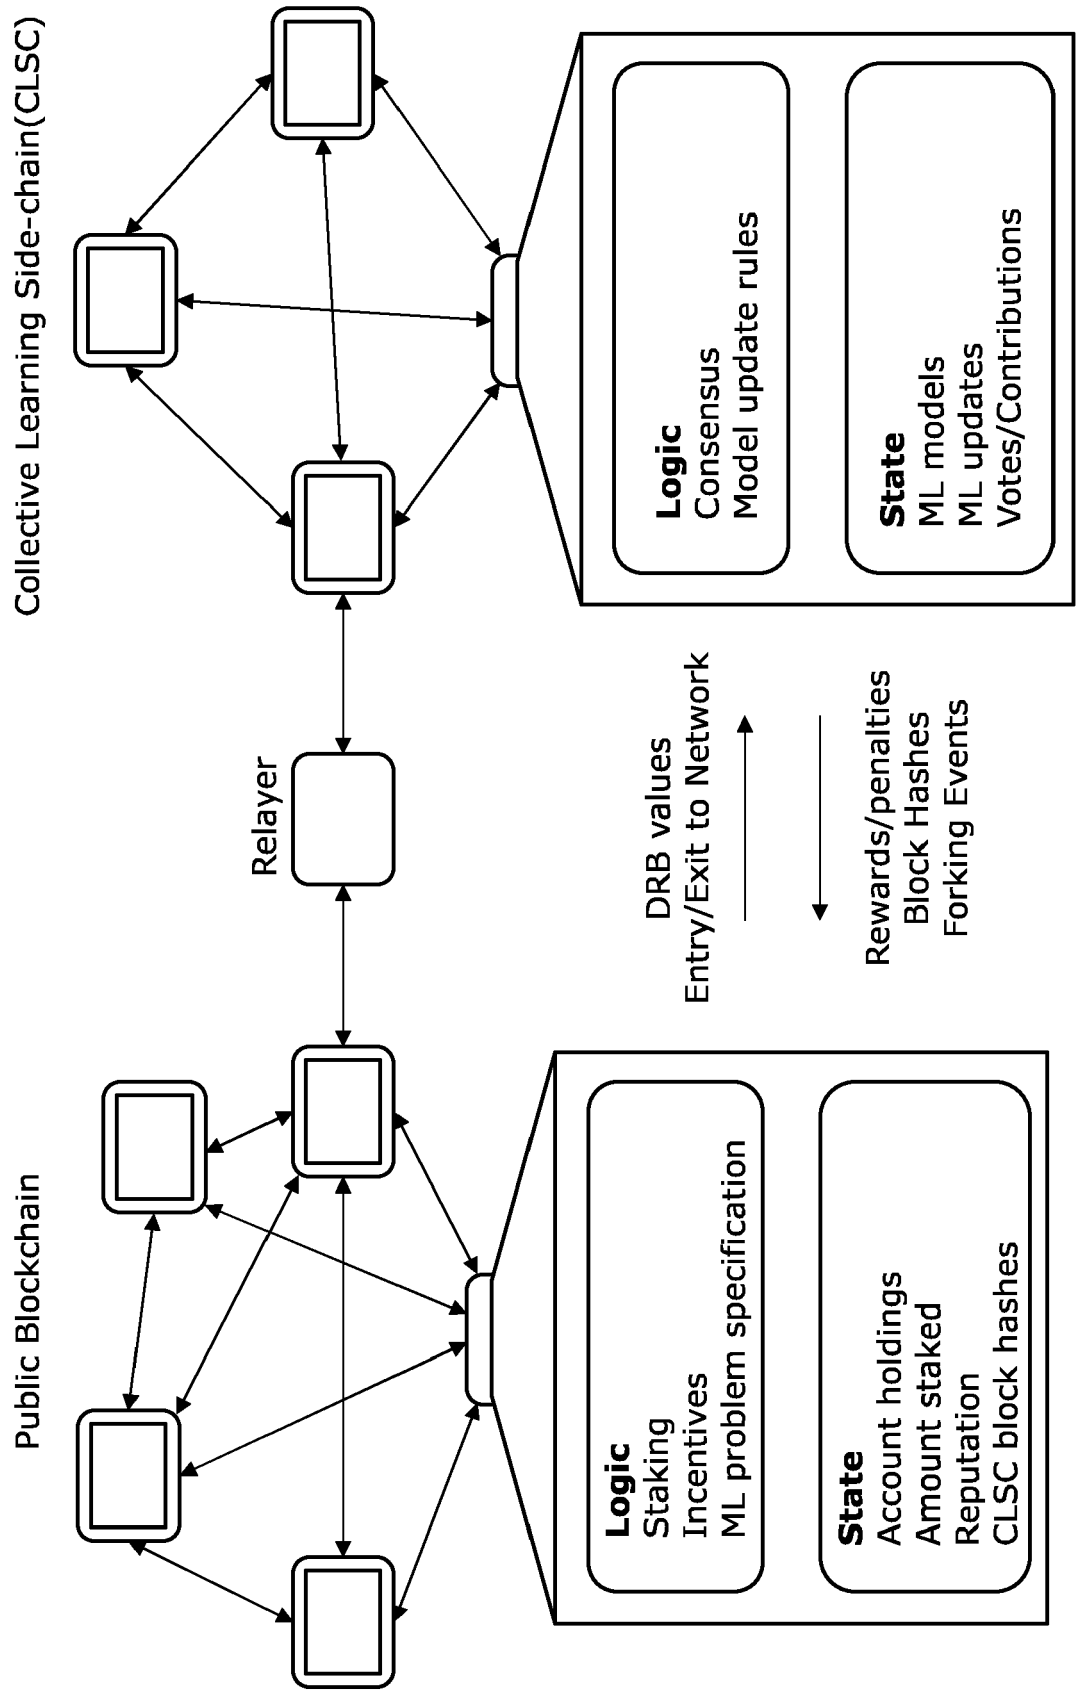 Public Blockchain
Collective Learning Side-chain(CLSC)
Relayer
Logic
Staking
Incentives
ML problem specification
State
Account holdings
Amount staked
Reputation
CLSC block hashes
DRB values
Entry/Exit to Network
Rewards/penalties
Block Hashes
Forking Events
Logic
Consensus
Model update rules
State
ML models
ML updates
Votes/Contributions